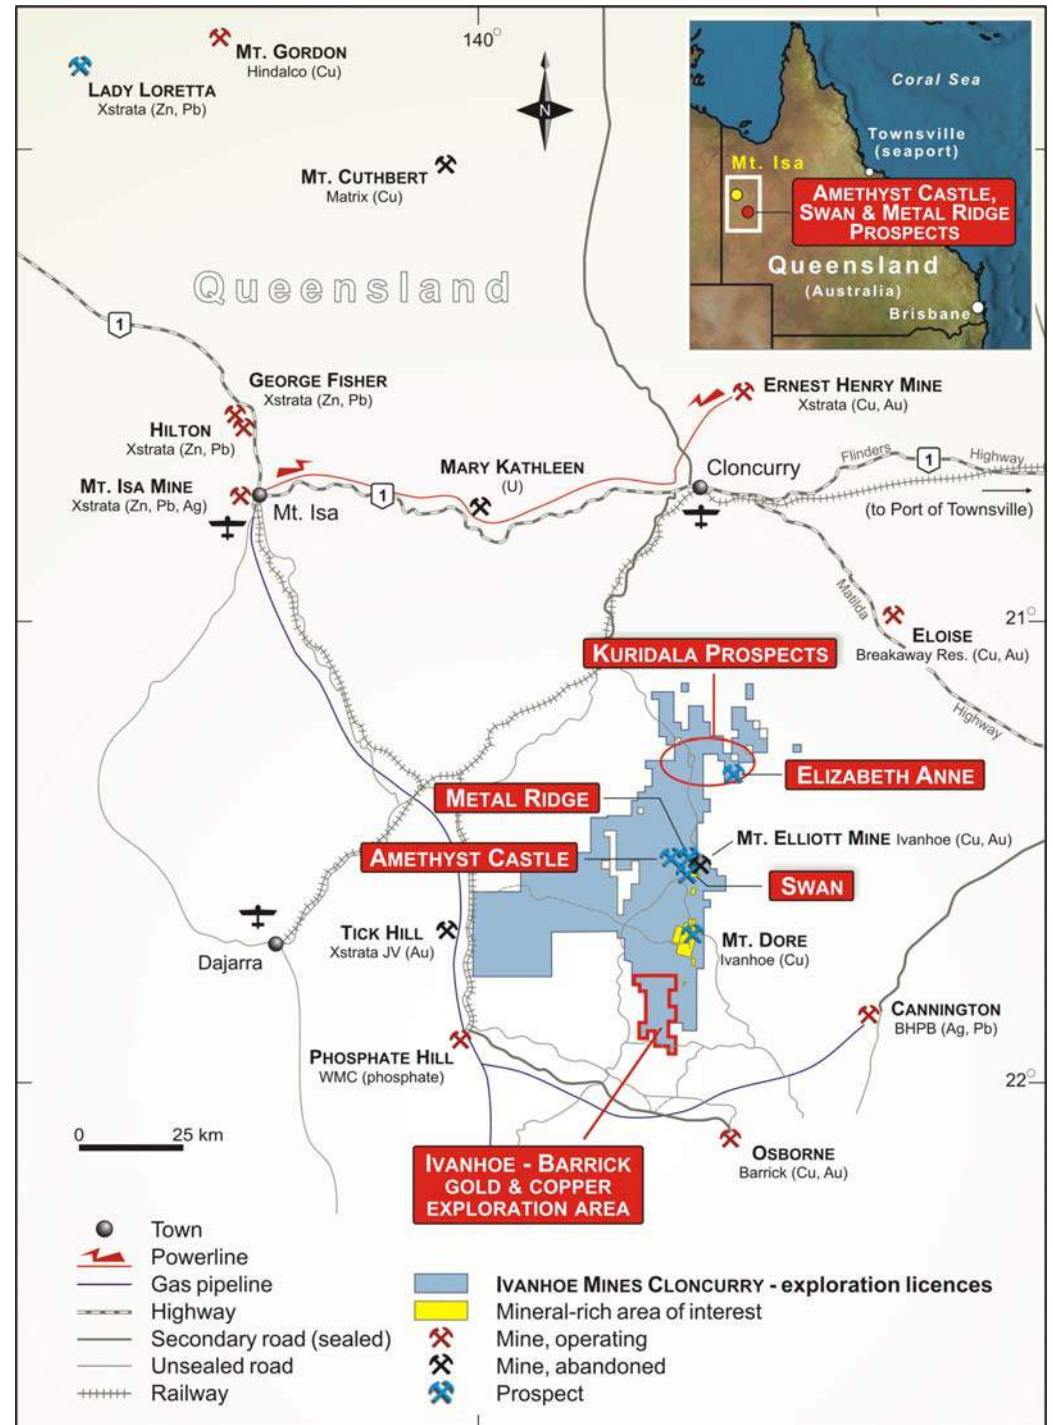 140°
MT. GORDON
Hindalco (Cu)
LADY LORETTA
Xstrata (Zn, Pb)
N
MT. CUTHBERT
Matrix (Cu)
Coral Sea
Townsville
(seaport)
Mt. Isa
AMETHYST CASTLE,
SWAN & METAL RIDGE
PROSPECTS
Queensland
(Australia)
Brisbane
Queensland
1
GEORGE FISHER
Xstrata (Zn, Pb)
HILTON
Xstrata (Zn, Pb)
ERNEST HENRY MINE
Xstrata (Cu, Au)
MT. ISA MINE
Xstrata (Zn, Pb, Ag)
Mt. Isa
1
MARY KATHLEEN
(U)
Cloncurry
Flinders
1
Highway
(to Port of Townsville)
Matilda
Highway
21°
ELOISE
Breakaway Res. (Cu, Au)
KURIDALA PROSPECTS
ELIZABETH ANNE
METAL RIDGE
MT. ELLIOTT MINE Ivanhoe (Cu, Au)
AMETHYST CASTLE
SWAN
TICK HILL
Xstrata JV (Au)
MT. DORE
Ivanhoe (Cu)
Dajarra
CANNINGTON
BHPB (Ag, Pb)
PHOSPHATE HILL
WMC (phosphate)
22°
0 25 km
OSBORNE
Barrick (Cu, Au)
IVANHOE - BARRICK
GOLD & COPPER
EXPLORATION AREA
Town
Powerline
Gas pipeline
Highway
Secondary road (sealed)
Unsealed road
Railway
IVANHOE MINES CLONCURRY - exploration licences
Mineral-rich area of interest
Mine, operating
Mine, abandoned
Prospect